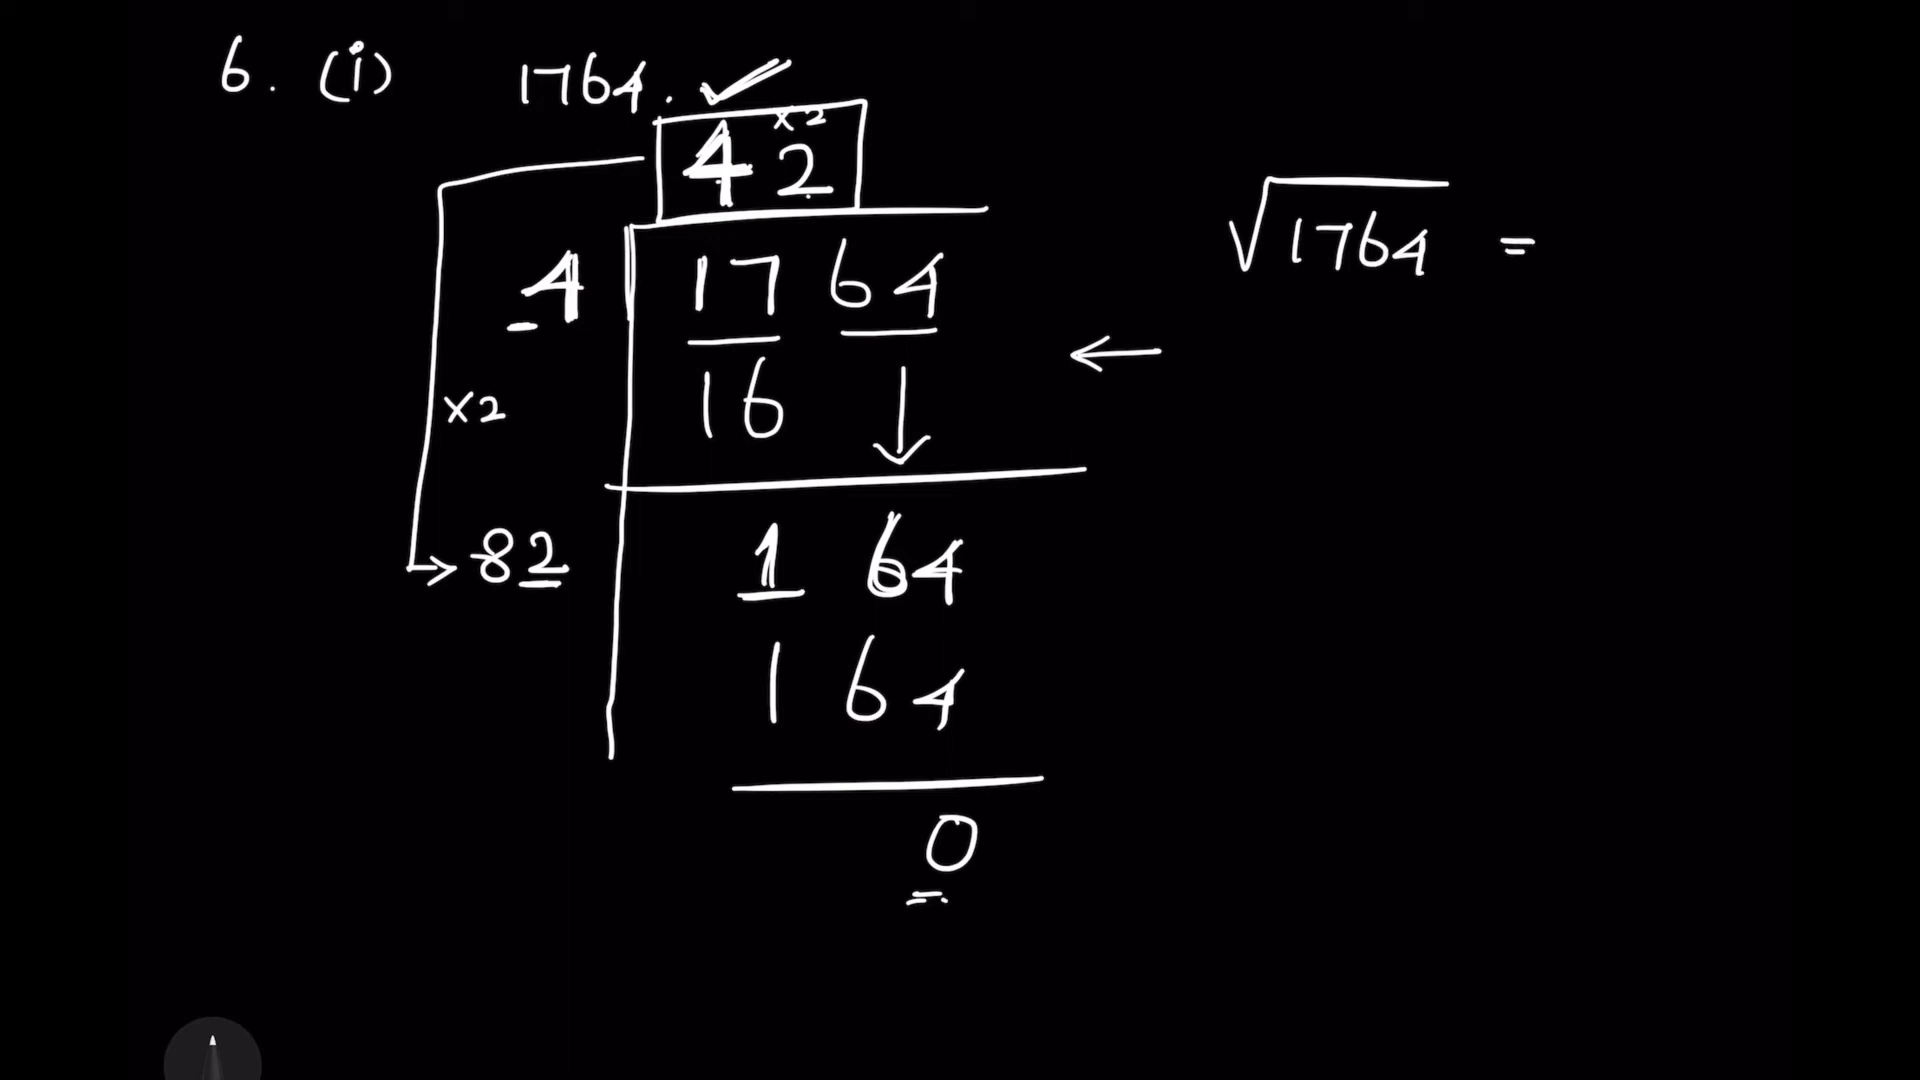 6. (i) 1764. ✓
×2
42
4 17 64
√1764 =
←
×2 16 ↓
→ 82 1 64
1 64
0
=.